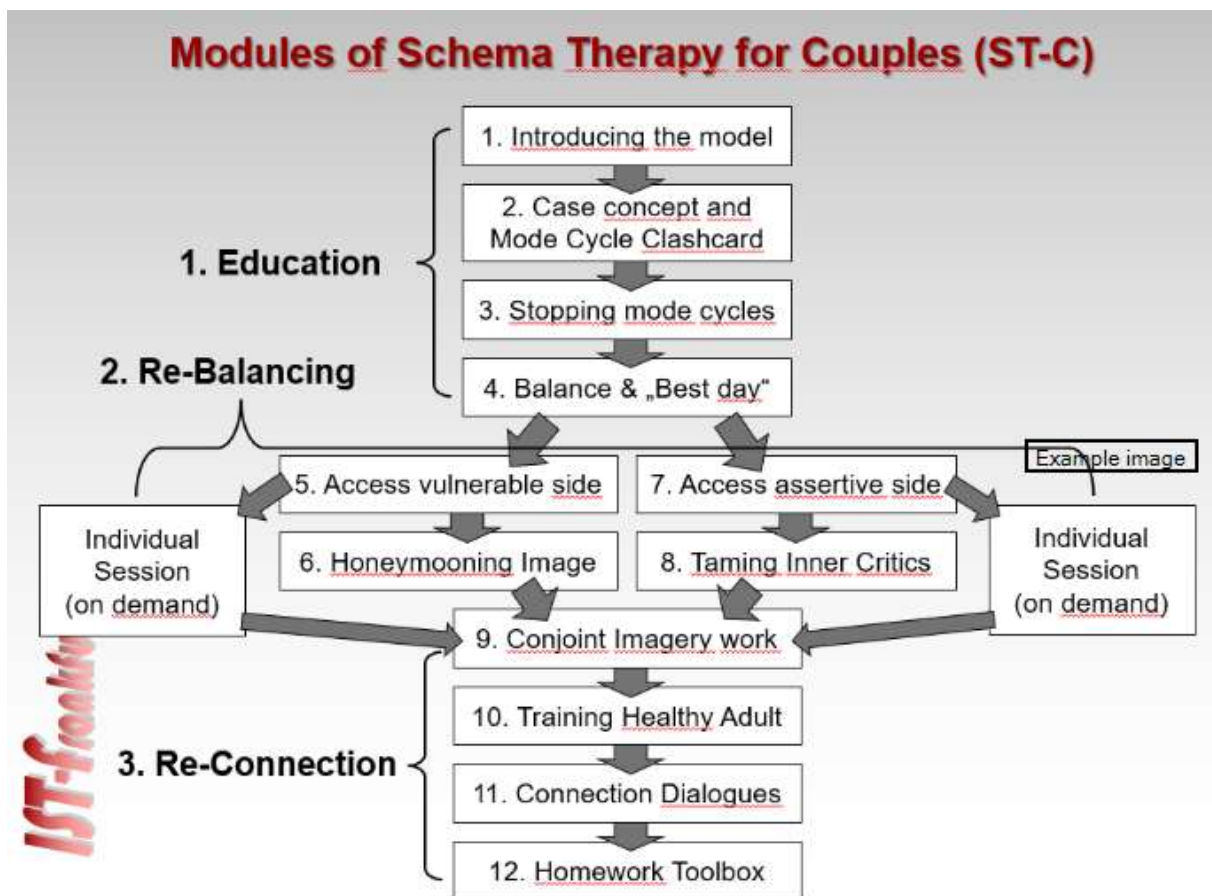 Modules of Schema Therapy for Couples (ST-C)
1. Introducing the model
2. Case concept and
Mode Cycle Clashcard
1. Education
3. Stopping mode cycles
2. Re-Balancing
4. Balance & „Best day“
Example image
5. Access vulnerable side
7. Access assertive side
Individual
Session
(on demand)
6. Honeymooning Image
8. Taming Inner Critics
Individual
Session
(on demand)
9. Conjoint Imagery work
10. Training Healthy Adult
3. Re-Connection
11. Connection Dialogues
12. Homework Toolbox